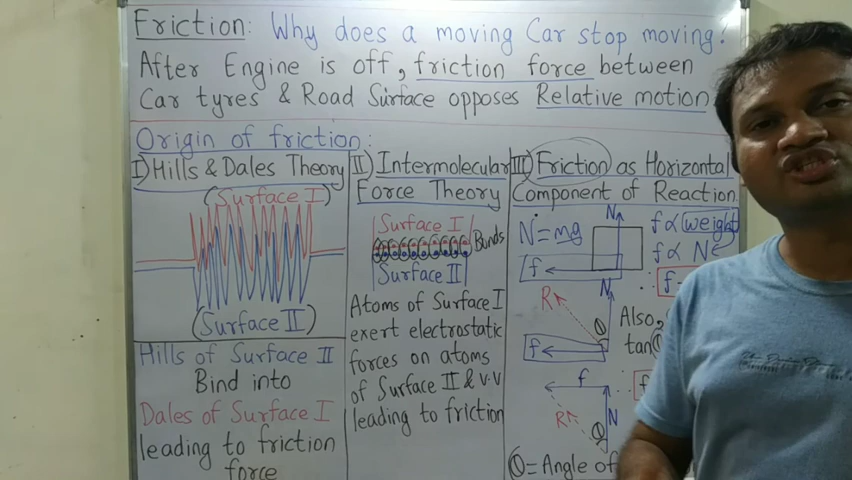 Friction: Why does a moving Car stop moving?
After Engine is off, friction force between
Car tyres & Road Surface opposes Relative motion
Origin of friction:
I) Hills & Dales Theory
(Surface I)
(Surface II)
Hills of Surface II
Bind into
Dales of Surface I
leading to friction
force
II) Intermolecular
Force Theory
Surface I
Bonds
Surface II
Atoms of Surface I
exert electrostatic
forces on atoms
of Surface II & v.v
leading to friction
III) Friction as Horizontal
Component of Reaction
N = mg
N
f ∝ weight
f ∝ N
f
∴ f
N
R
θ
f
Also,
tan
f
∴ f
R
N
θ
θ = Angle of